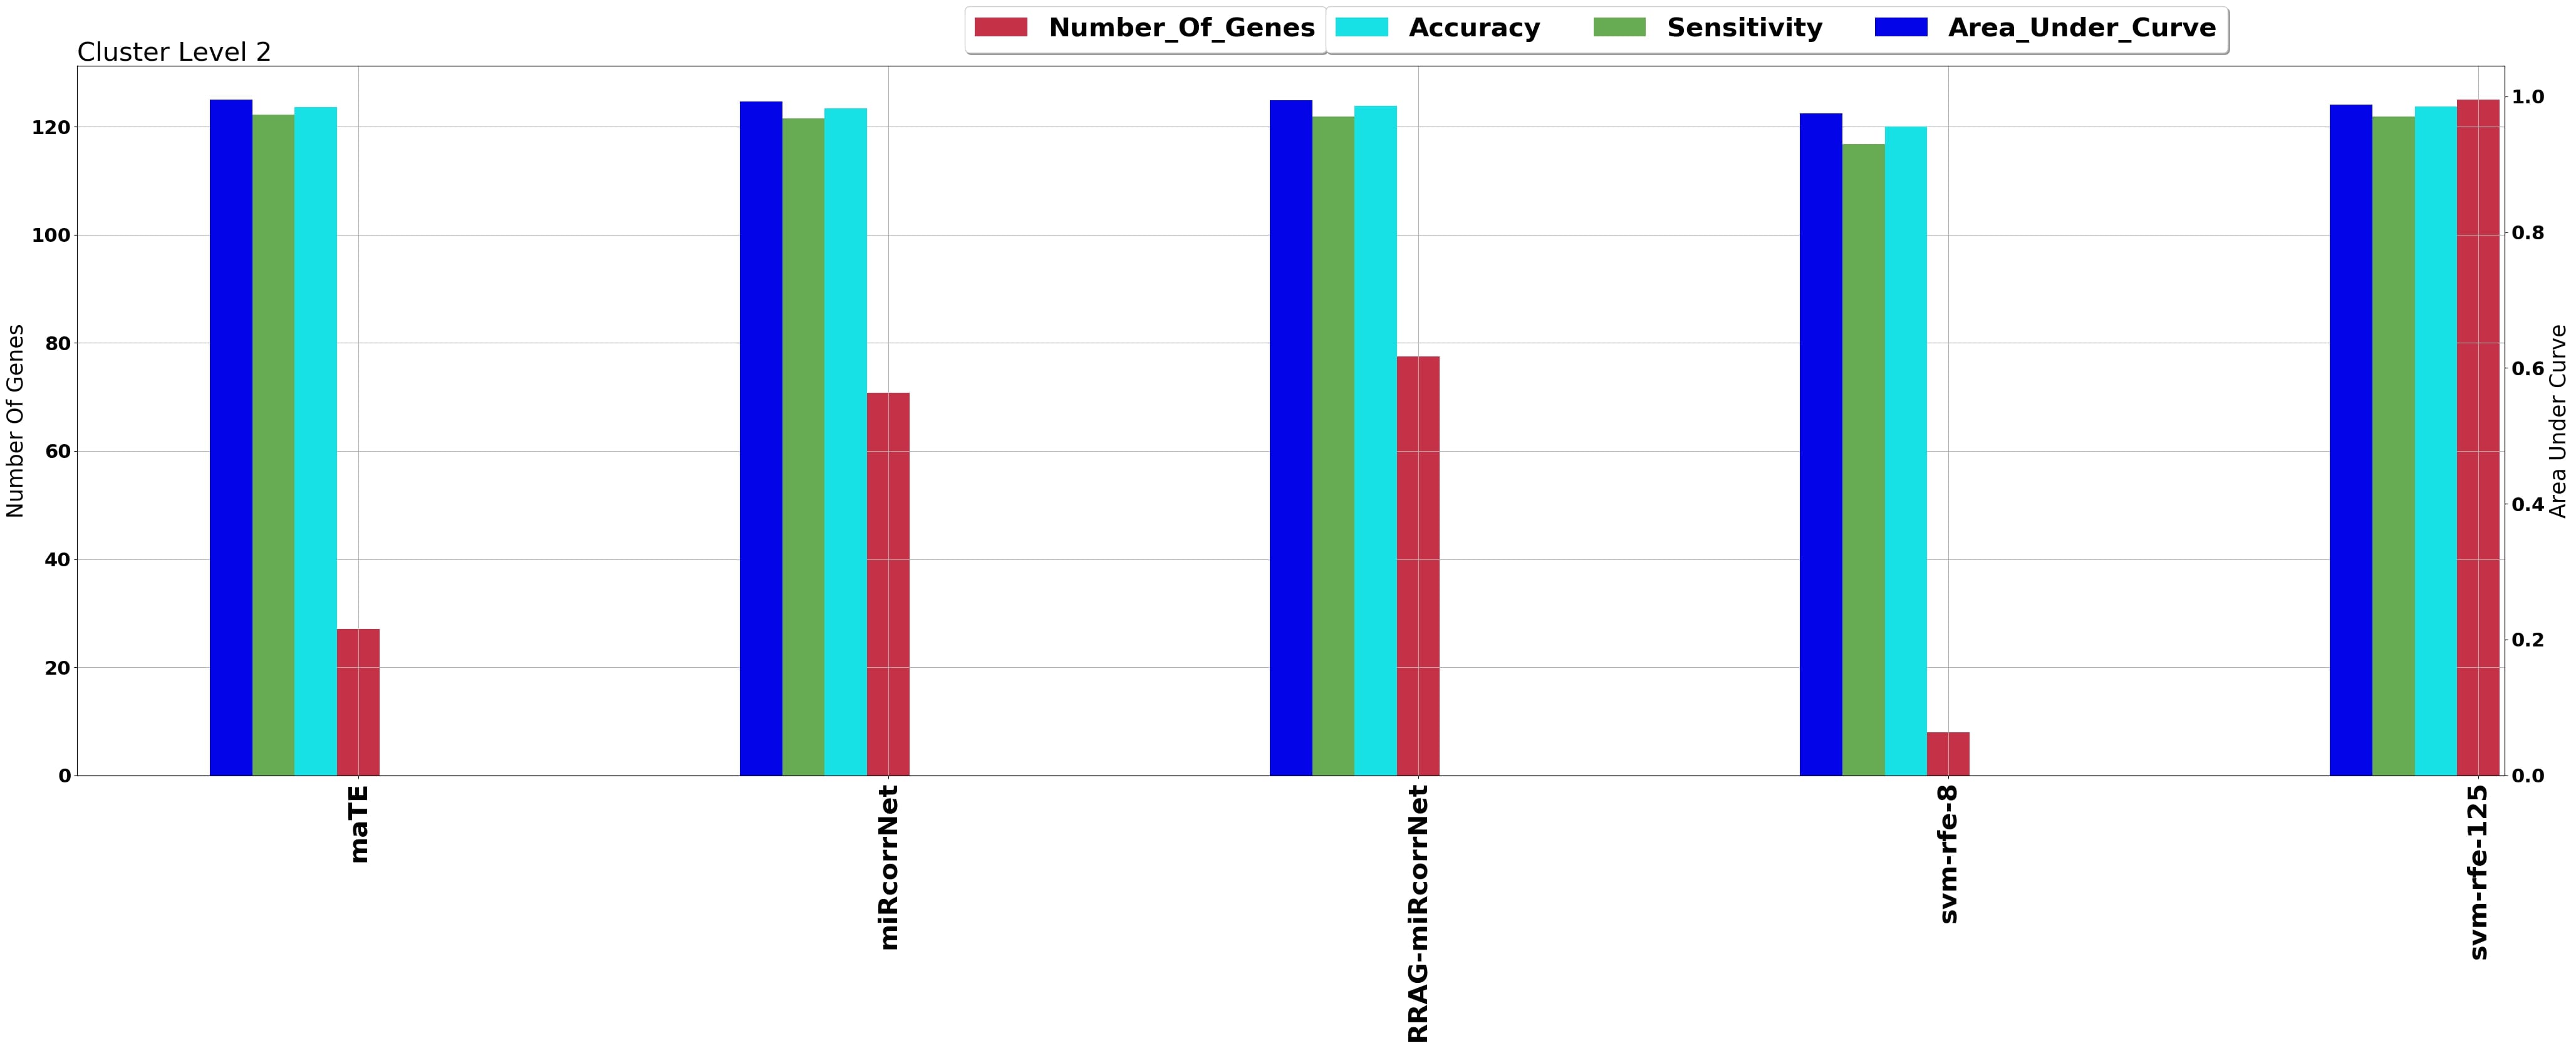 Number_Of_Genes Accuracy Sensitivity Area_Under_Curve
Cluster Level 2
Number Of Genes
120
100
80
60
40
20
0
1.0
0.8
0.6
0.4
0.2
0.0
Area Under Curve
maTE
miRcorrNet
RRAG-miRcorrNet
svm-rfe-8
svm-rfe-125